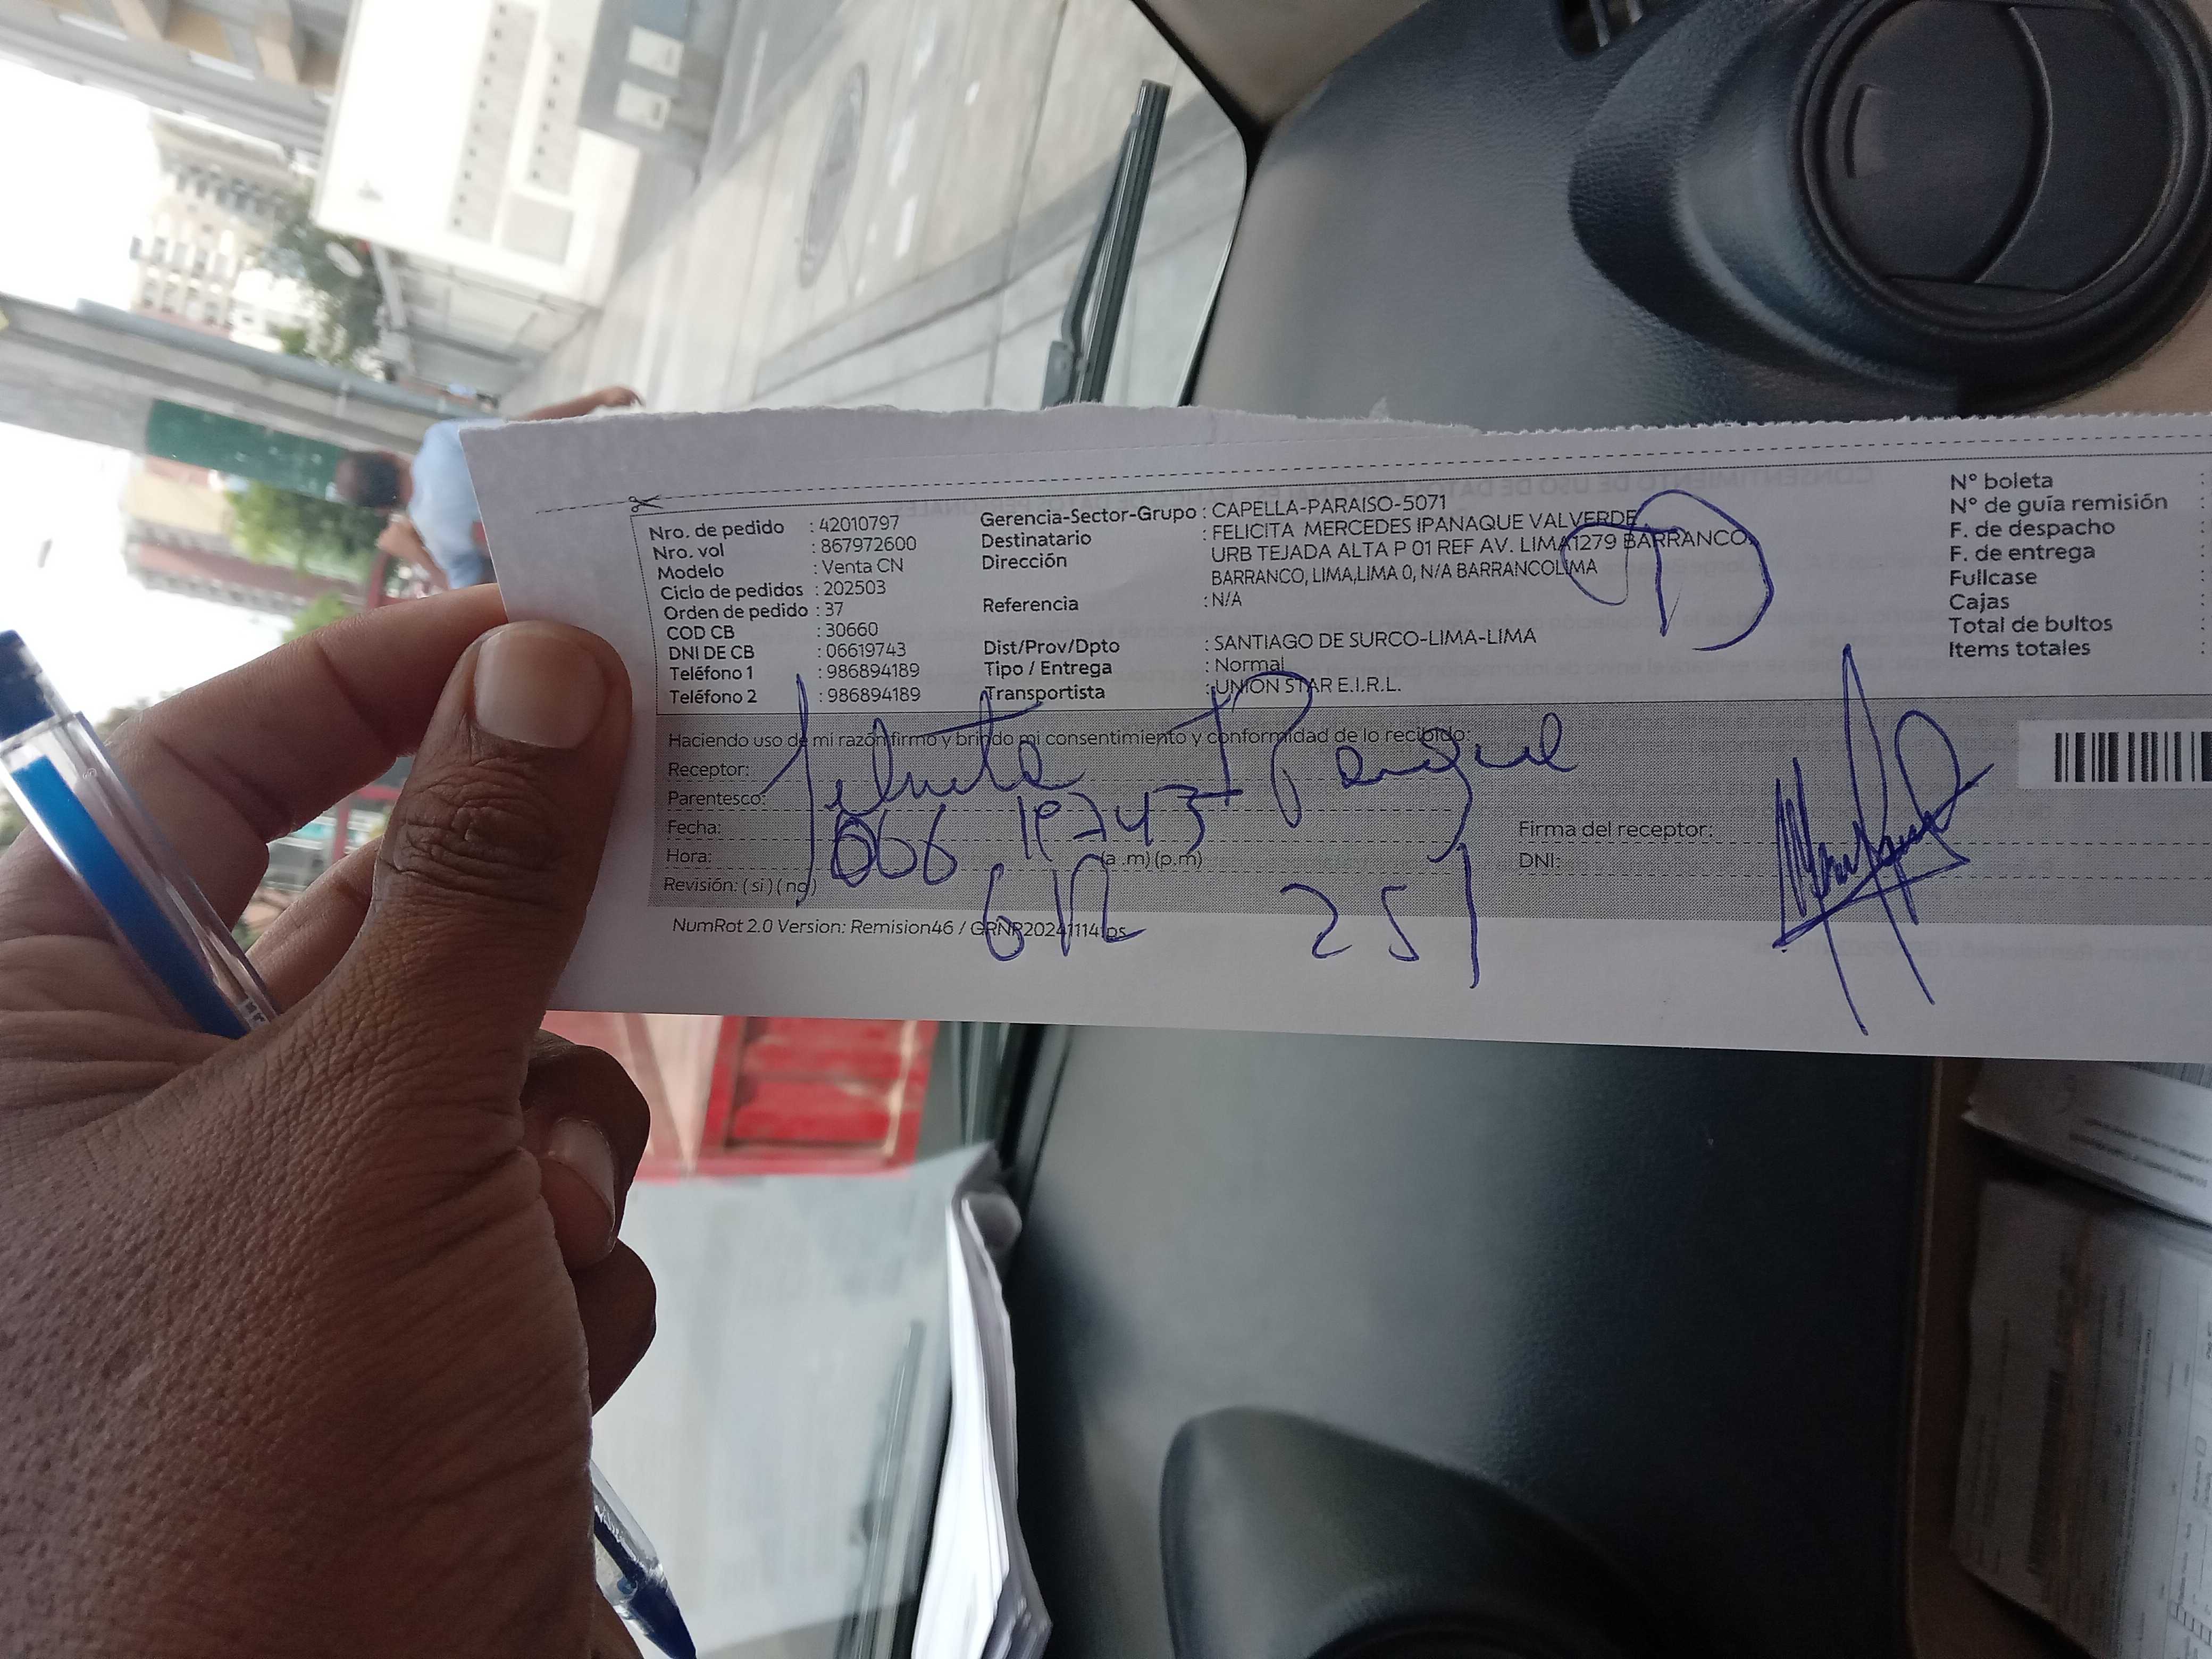 Nro. de pedido : 42010797
Nro. vol : 867972600
Modelo : Venta CN
Ciclo de pedidos : 202503
Orden de pedido : 37
COD CB : 30660
DNI DE CB : 06619743
Teléfono 1 : 986894189
Teléfono 2 : 986894189
Gerencia-Sector-Grupo : CAPELLA-PARAISO-5071
Destinatario : FELICITA MERCEDES IPANAQUE VALVERDE
Dirección URB TEJADA ALTA P 01 REF AV. LIMA1279 BARRANCO
BARRANCO, LIMA,LIMA 0, N/A BARRANCOLIMA
Referencia : N/A
Dist/Prov/Dpto : SANTIAGO DE SURCO-LIMA-LIMA
Tipo / Entrega : Normal
Transportista : UNION STAR E.I.R.L.
N° boleta :
N° de guía remisión :
F. de despacho :
F. de entrega :
Fullcase :
Cajas :
Total de bultos :
Items totales :
Haciendo uso de mi razón firmo y brindo mi consentimiento y conformidad de lo recibido:
Receptor:
Parentesco:
Fecha:
Hora: (a .m) (p.m)
Revisión: ( si ) ( no )
06619743
251
Firma del receptor:
DNI:
NumRot 2.0 Version: Remision46 / GRNP20241114